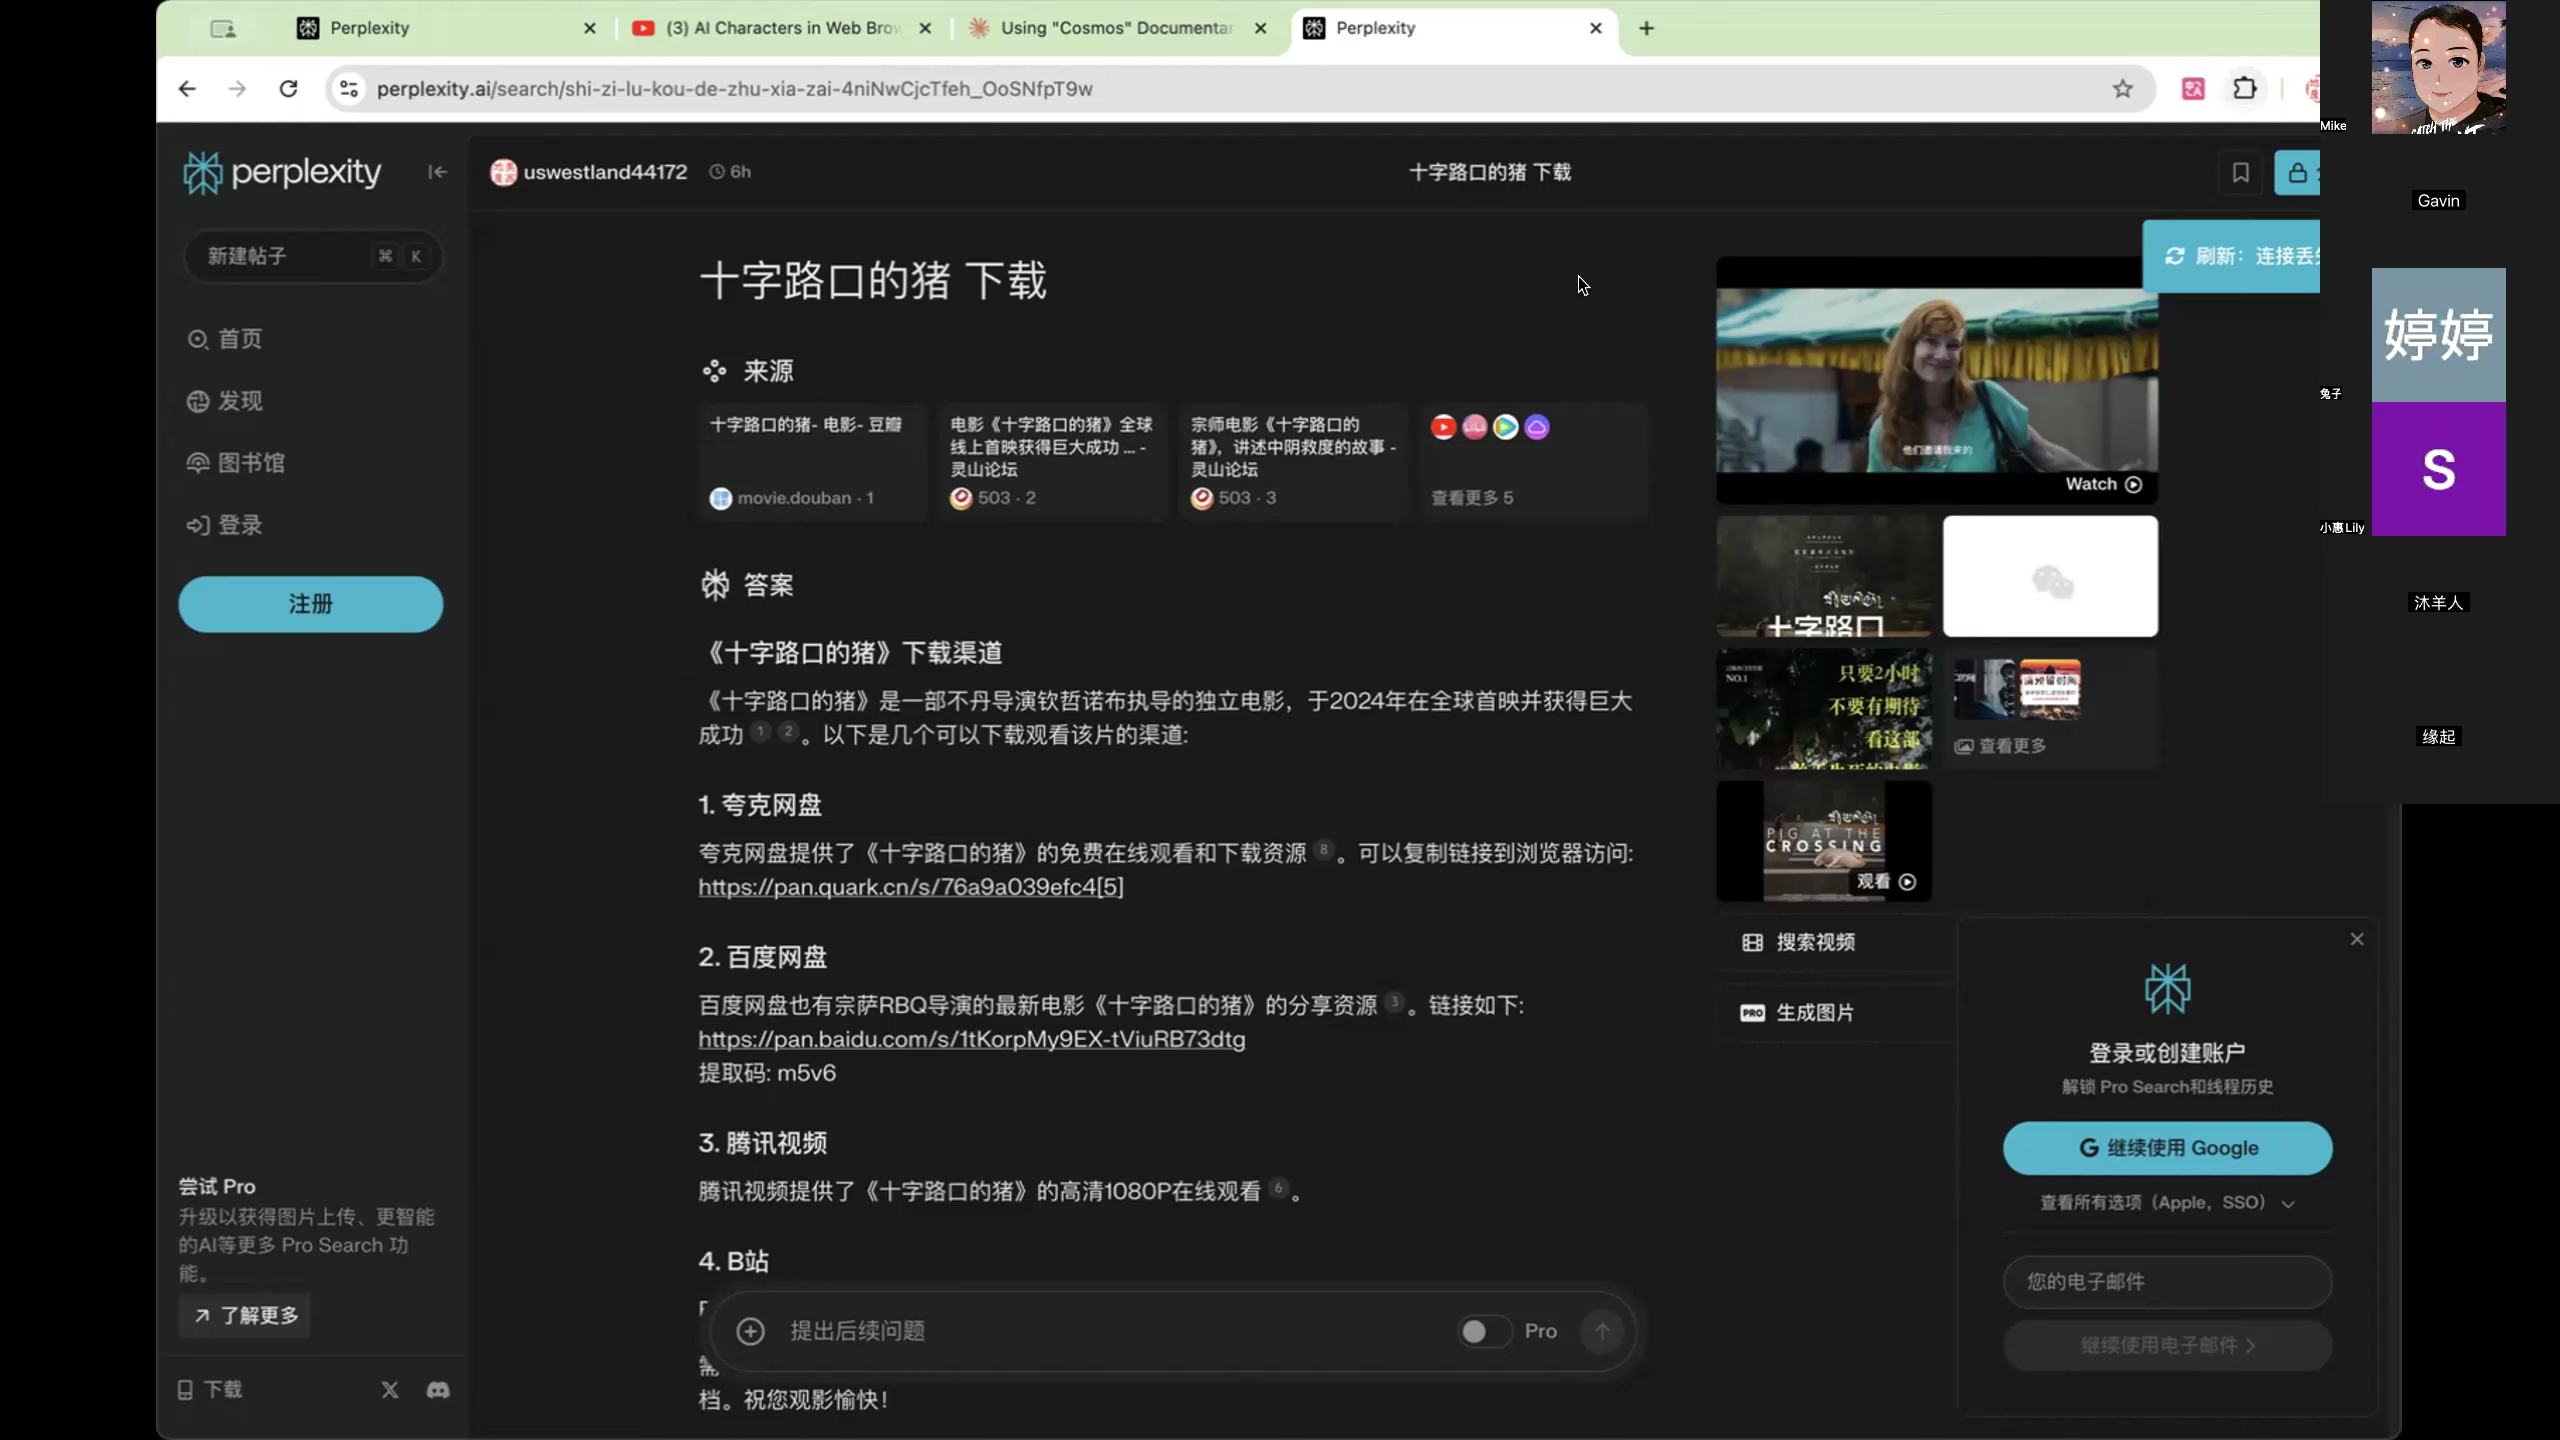 Perplexity
(3) AI Characters in Web Brow
Using "Cosmos" Documentar
Perplexity
perplexity.ai/search/shi-zi-lu-kou-de-zhu-xia-zai-4niNwCjcTfeh_OoSNfpT9w
perplexity
新建帖子
⌘ K
首页
发现
图书馆
登录
注册
尝试 Pro
升级以获得图片上传、更智能
的AI等更多 Pro Search 功
能。
了解更多
下载
uswestland44172
6h
十字路口的猪 下载
十字路口的猪 下载
来源
十字路口的猪- 电影- 豆瓣
movie.douban · 1
电影《十字路口的猪》全球
线上首映获得巨大成功 ... -
灵山论坛
503 · 2
宗师电影《十字路口的
猪》，讲述中阴救度的故事 -
灵山论坛
503 · 3
查看更多 5
答案
《十字路口的猪》下载渠道
《十字路口的猪》是一部不丹导演钦哲诺布执导的独立电影，于2024年在全球首映并获得巨大
成功 1 2 。以下是几个可以下载观看该片的渠道:
1. 夸克网盘
夸克网盘提供了《十字路口的猪》的免费在线观看和下载资源 8 。可以复制链接到浏览器访问:
https://pan.quark.cn/s/76a9a039efc4[5]
2. 百度网盘
百度网盘也有宗萨RBQ导演的最新电影《十字路口的猪》的分享资源 3 。链接如下:
https://pan.baidu.com/s/1tKorpMy9EX-tViuRB73dtg
提取码: m5v6
3. 腾讯视频
腾讯视频提供了《十字路口的猪》的高清1080P在线观看 6 。
4. B站
提出后续问题
Pro
档。祝您观影愉快！
刷新：连接丢
他们邀请我来的
Watch
十字路口
NO.1
只要2小时
不要有期待
看这部
查看更多
PIG AT THE
CROSSING
观看
搜索视频
PRO 生成图片
登录或创建账户
解锁 Pro Search和线程历史
继续使用 Google
查看所有选项（Apple，SSO）
您的电子邮件
继续使用电子邮件
CATCH THE
Mike
Gavin
婷婷
兔子
S
小惠Lily
沐羊人
缘起